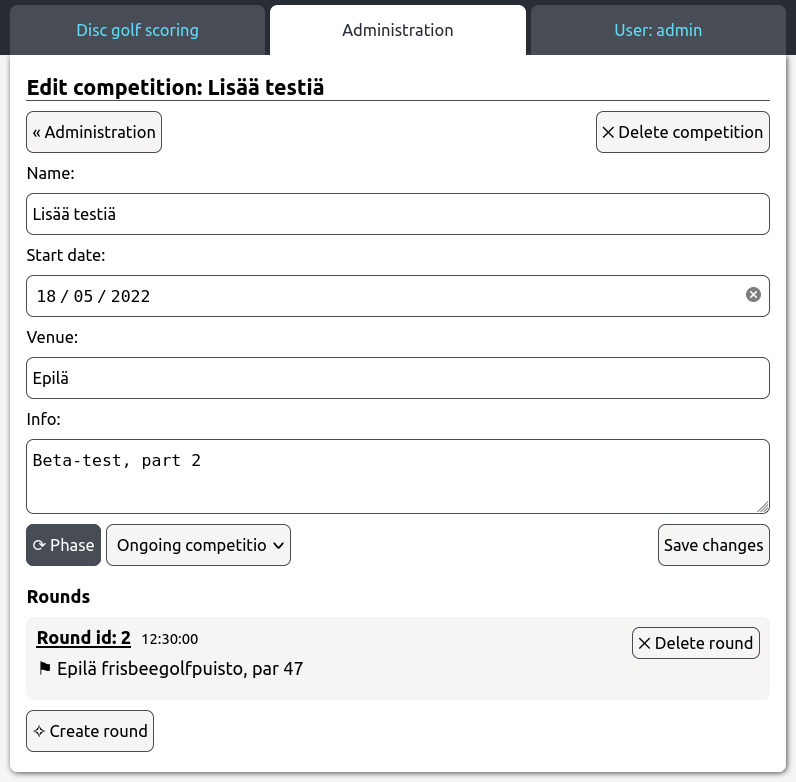 Disc golf scoring Administration User: admin
Edit competition: Lisää testiä
« Administration ✕ Delete competition
Name:
Lisää testiä
Start date:
18 / 05 / 2022
Venue:
Epilä
Info:
Beta-test, part 2
⟳ Phase Ongoing competitio Save changes
Rounds
Round id: 2 12:30:00 ✕ Delete round
⚑ Epilä frisbeegolfpuisto, par 47
✧ Create round